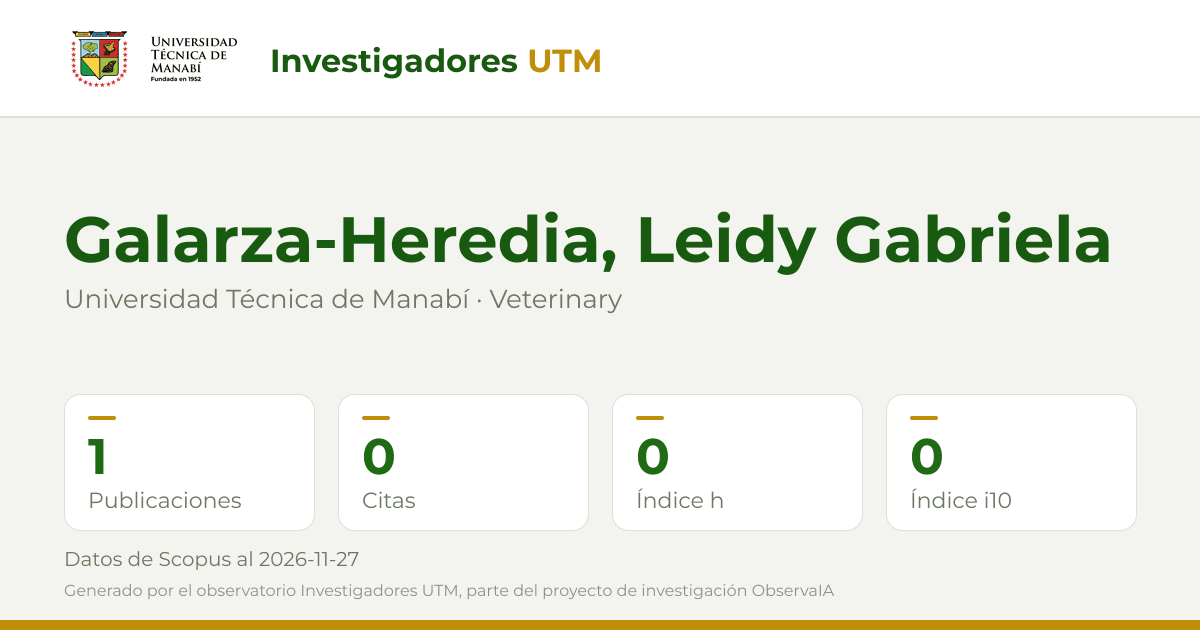 UNIVERSIDAD
TÉCNICA DE
MANABÍ
Fundada en 1952
Investigadores UTM
Galarza-Heredia, Leidy Gabriela
Universidad Técnica de Manabí · Veterinary
1
Publicaciones
0
Citas
0
Índice h
0
Índice i10
Datos de Scopus al 2026-11-27
Generado por el observatorio Investigadores UTM, parte del proyecto de investigación ObservaIA